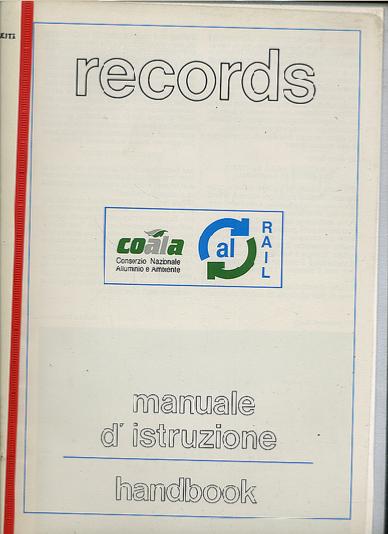 records
coala
Consorzio Nazionale
Alluminio e Ambiente
al
RAIL
manuale
d' istruzione
handbook